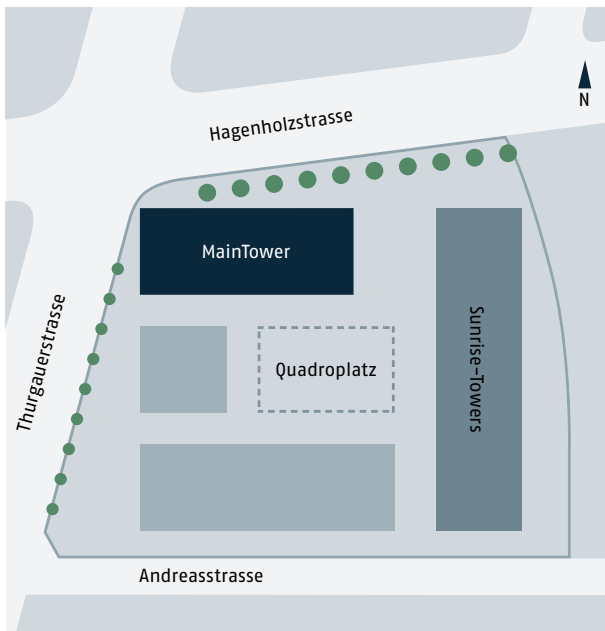 N
Hagenholzstrasse
MainTower
Sunrise-Towers
Thurgauerstrasse
Quadroplatz
Andreasstrasse